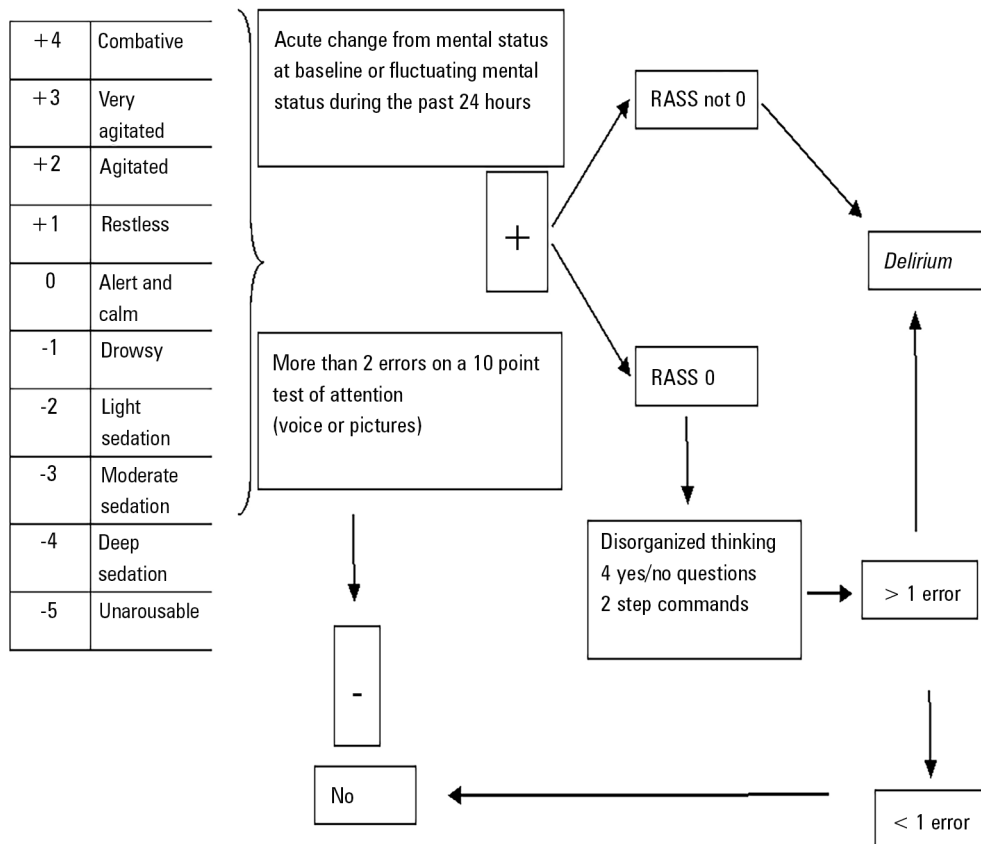 +4 Combative
+3 Very
agitated
+2 Agitated
+1 Restless
0 Alert and
calm
-1 Drowsy
-2 Light
sedation
-3 Moderate
sedation
-4 Deep
sedation
-5 Unarousable
Acute change from mental status
at baseline or fluctuating mental
status during the past 24 hours
+
More than 2 errors on a 10 point
test of attention
(voice or pictures)
-
No
RASS not 0
Delirium
RASS 0
Disorganized thinking
4 yes/no questions
2 step commands
> 1 error
< 1 error